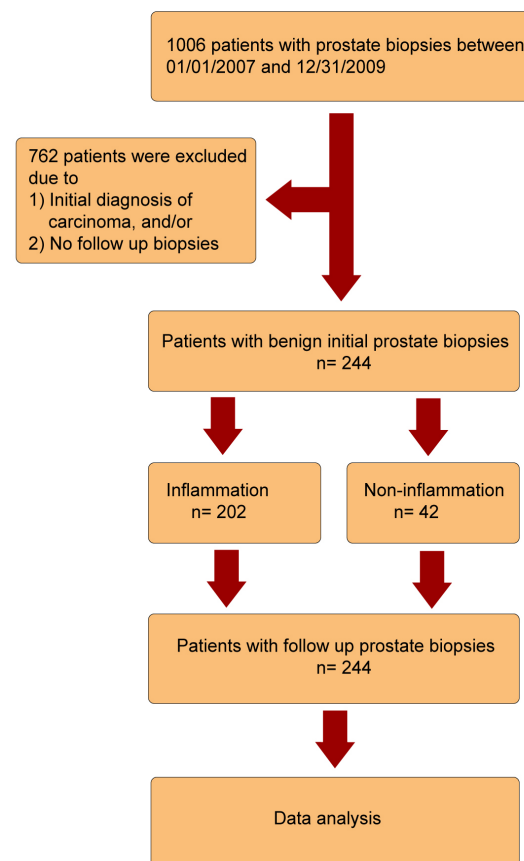 1006 patients with prostate biopsies between
01/01/2007 and 12/31/2009
762 patients were excluded
due to
1) Initial diagnosis of
carcinoma, and/or
2) No follow up biopsies
Patients with benign initial prostate biopsies
n= 244
Inflammation
n= 202
Non-inflammation
n= 42
Patients with follow up prostate biopsies
n= 244
Data analysis